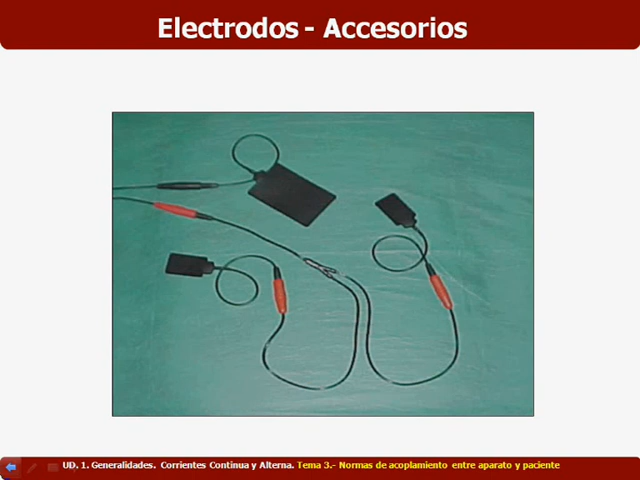 Electrodos - Accesorios
UD. 1. Generalidades. Corrientes Continua y Alterna. Tema 3.- Normas de acoplamiento entre aparato y paciente